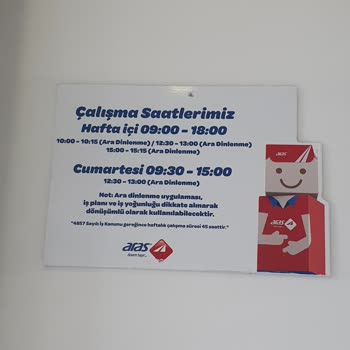 Çalışma Saatlerimiz
Hafta içi 09:00 - 18:00
10:00 - 10:15 (Ara Dinlenme) / 12:30 - 13:00 (Ara Dinlenme)
15:00 - 15:15 (Ara Dinlenme)
Cumartesi 09:30 - 15:00
12:30 - 13:00 (Ara Dinlenme)
Not: Ara dinlenme uygulaması,
iş planı ve iş yoğunluğu dikkate alınarak
dönüşümlü olarak kullanılabilecektir.
"4857 Sayılı İş Kanunu gereğince haftalık çalışma süresi 45 saattir."
aras
aras